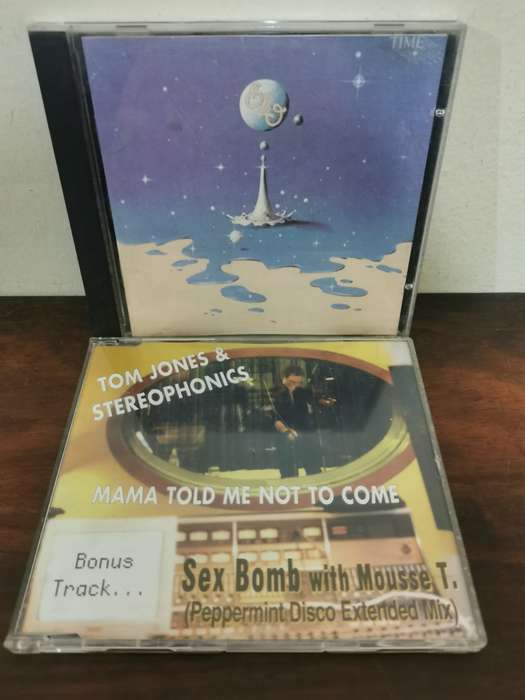 TIME
ELO
TOM JONES &
STEREOPHONICS
MAMA TOLD ME NOT TO COME
Bonus
Track...
Sex Bomb with Mousse T.
(Peppermint Disco Extended Mix)